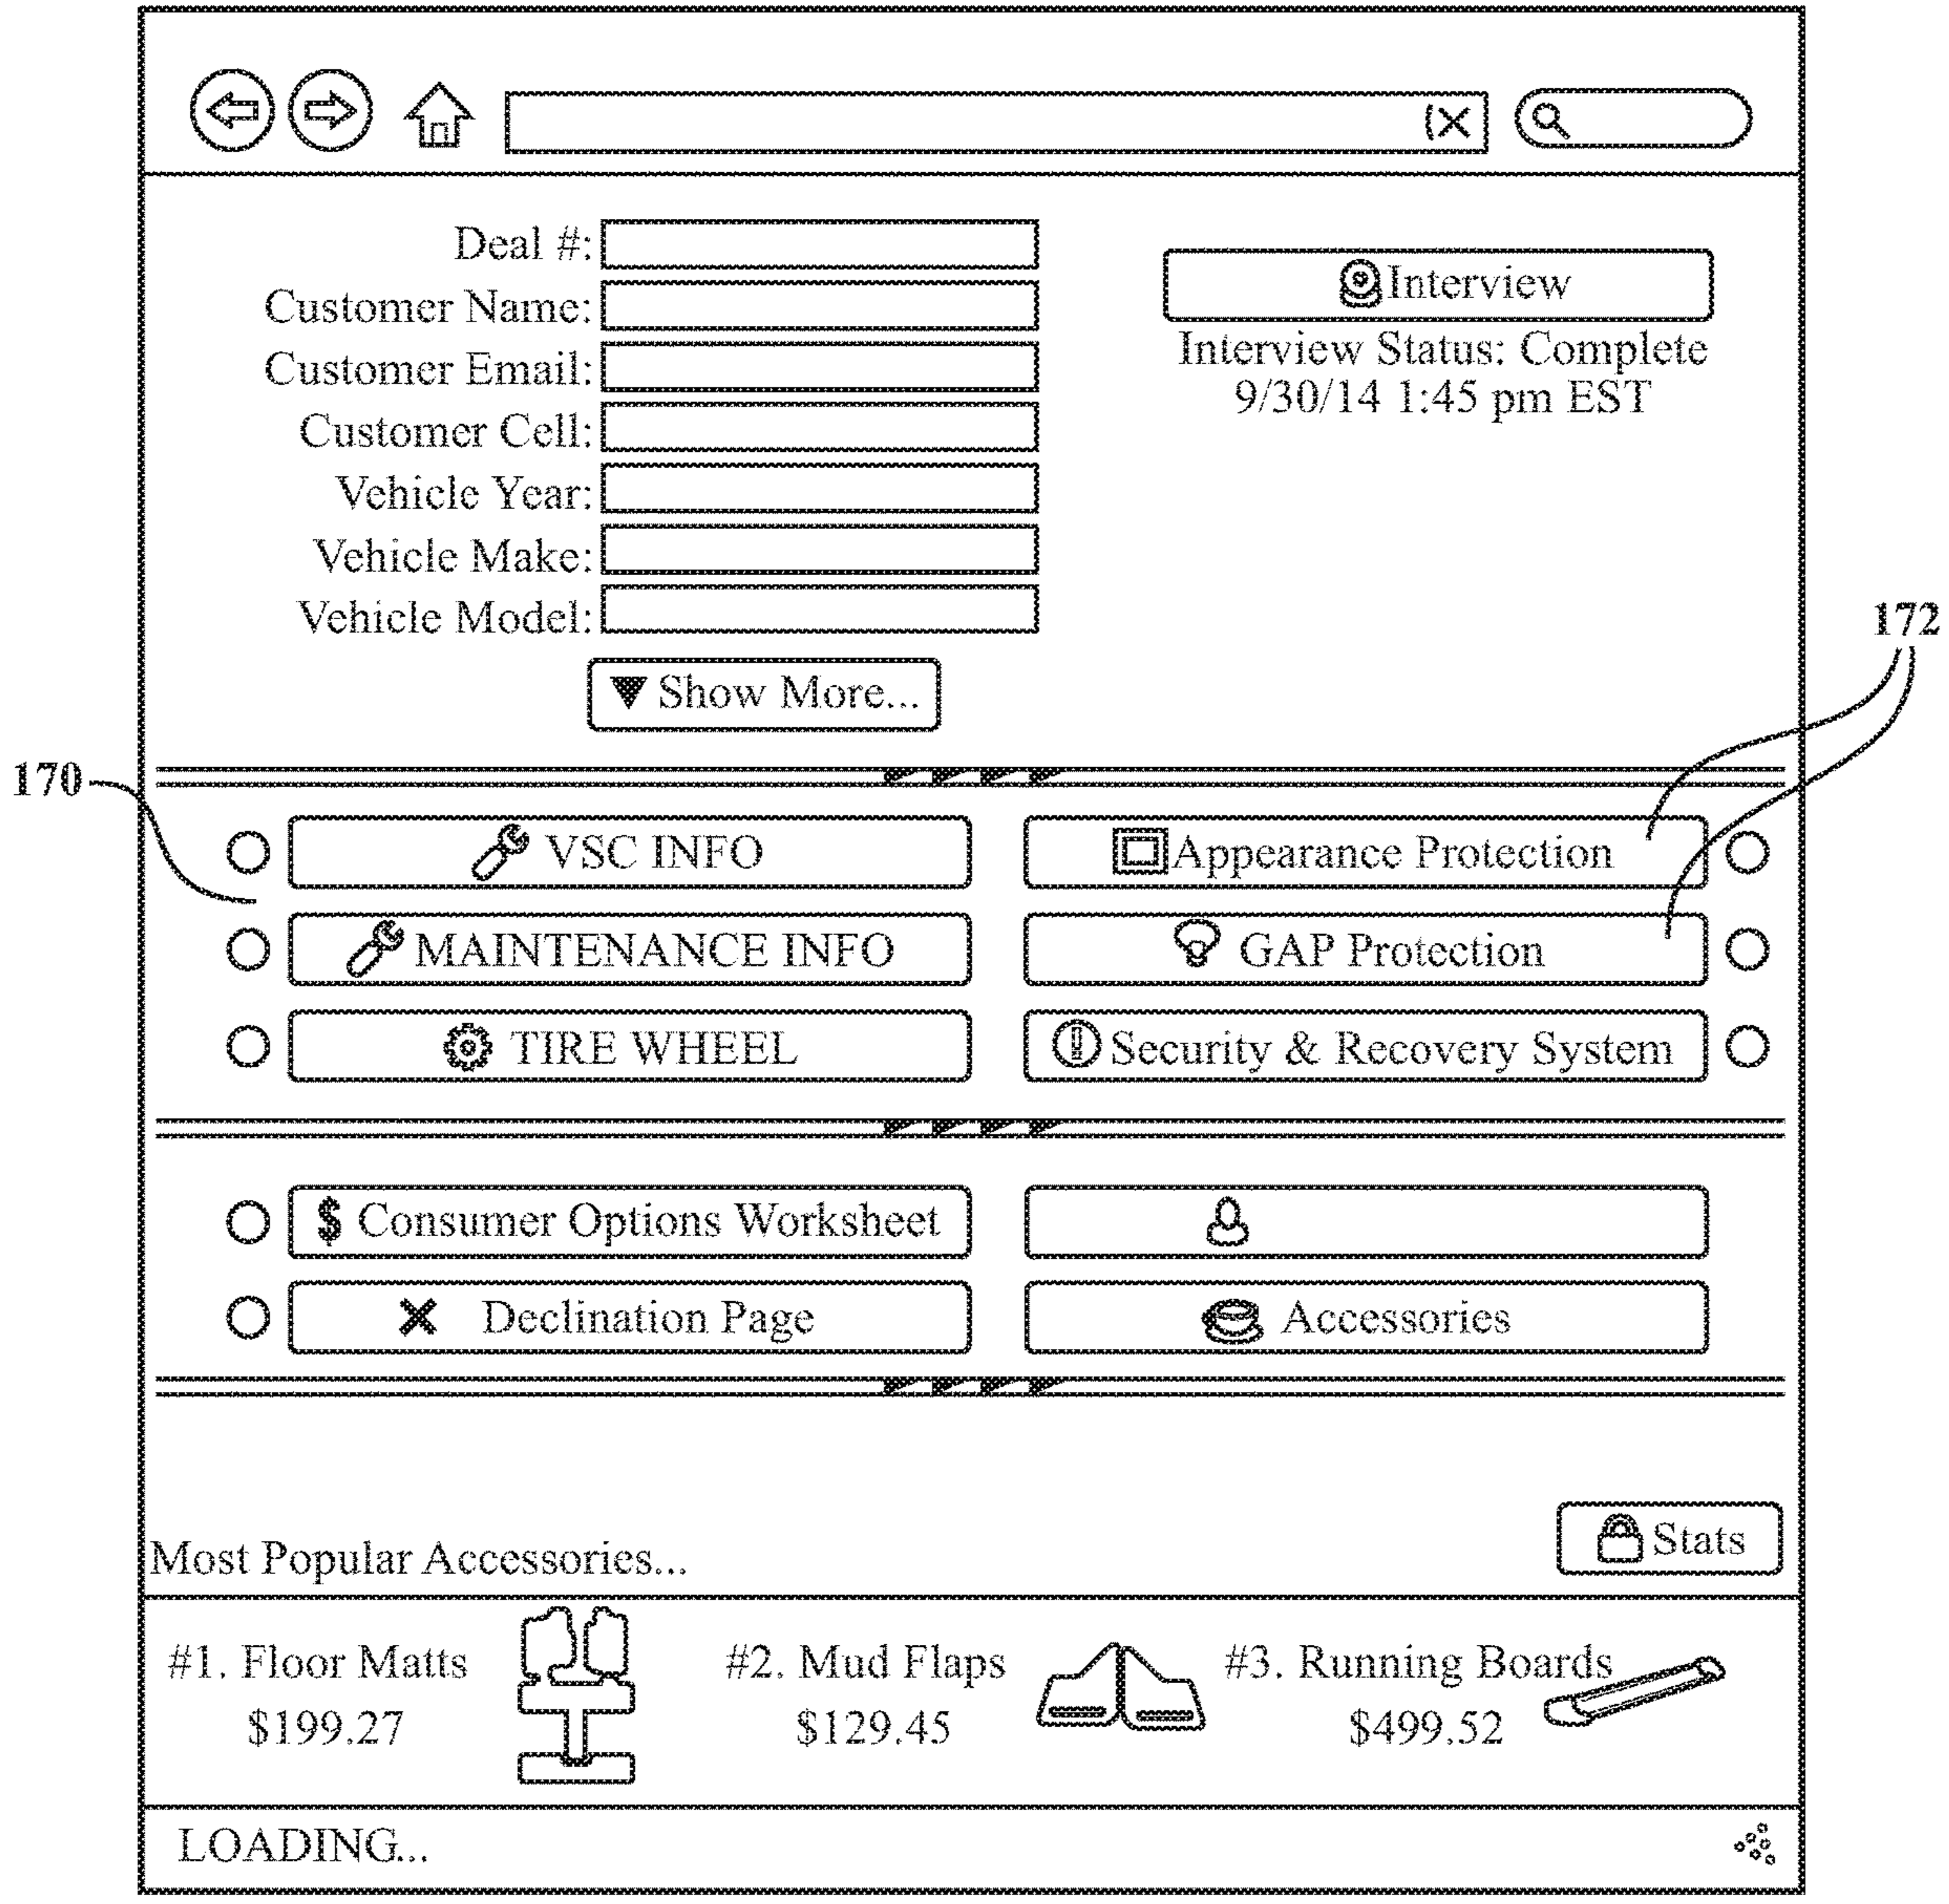 Deal #:
Interview
Customer Name:
Customer Email:
Interview Status: Complete
9/30/14 1:45 pm EST
Customer Cell:
Vehicle Year:
Vehicle Make:
Vehicle Model:
172
Show More...
170
VSC INFO
Appearance Protection
MAINTENANCE INFO
GAP Protection
TIRE WHEEL
Security & Recovery System
$ Consumer Options Worksheet
Declination Page
Accessories
Stats
Most Popular Accessories...
#1. Floor Matts
$199.27
#2. Mud Flaps
$129.45
#3. Running Boards
$499.52
LOADING...